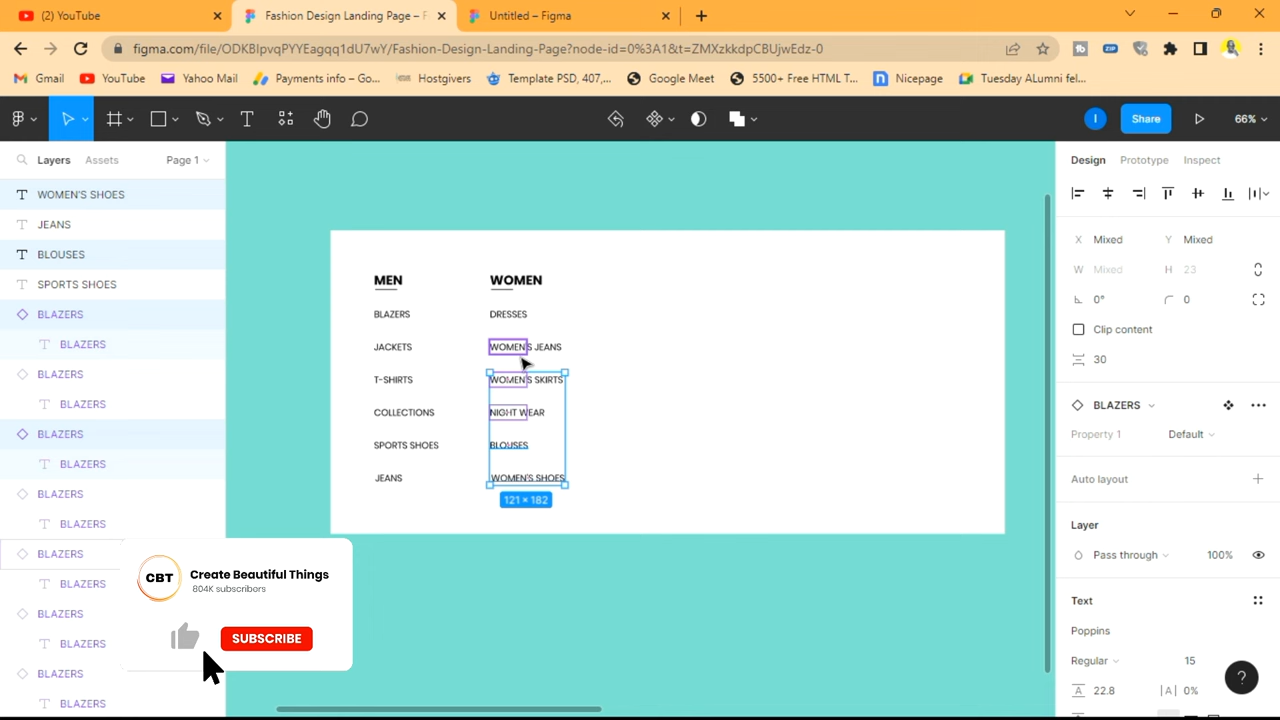 (2) YouTube
Fashion Design Landing Page – F
Untitled – Figma
figma.com/file/ODKBlpvqPYYEagqq1dU7wY/Fashion-Design-Landing-Page?node-id=0%3A1&t=ZMXzkkdpCBUjwEdz-0
Gmail
YouTube
Yahoo Mail
Payments info – Go...
Hostgivers
Template PSD, 407,...
Google Meet
5500+ Free HTML T...
Nicepage
Tuesday ALumni fel...
I
Share
66%
Layers
Assets
Page 1
WOMEN'S SHOES
JEANS
BLOUSES
SPORTS SHOES
BLAZERS
BLAZERS
BLAZERS
BLAZERS
BLAZERS
BLAZERS
BLAZERS
BLAZERS
BLAZERS
BLAZERS
BLAZERS
BLAZERS
BLAZERS
BLAZERS
CBT
Create Beautiful Things
804K subscribers
SUBSCRIBE
MEN
BLAZERS
JACKETS
T-SHIRTS
COLLECTIONS
SPORTS SHOES
JEANS
WOMEN
DRESSES
WOMEN'S JEANS
WOMEN'S SKIRTS
NIGHT WEAR
BLOUSES
WOMEN'S SHOES
121 × 182
Design
Prototype
Inspect
X Mixed
Y Mixed
W Mixed
H 23
0°
0
Clip content
30
BLAZERS
Property 1
Default
Auto layout
Layer
Pass through
100%
Text
Poppins
Regular
15
22.8
|A| 0%
?